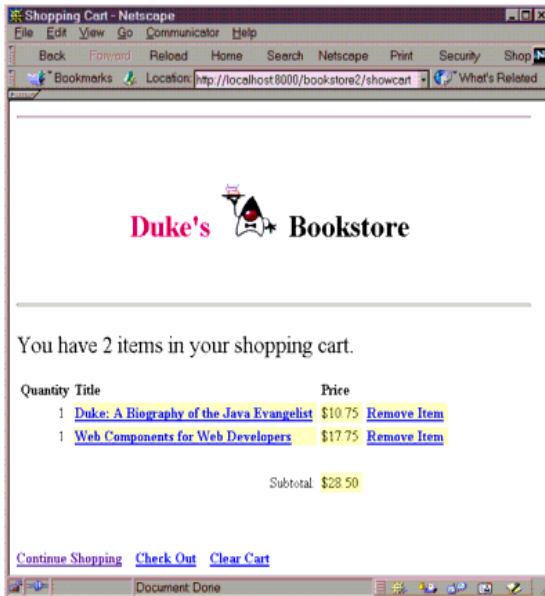 Shopping Cart - Netscape
File Edit View Go Communicator Help
Back Forward Reload Home Search Netscape Print Security Shop N
Bookmarks Location: http://localhost:8000/bookstore2/showcart What's Related
Duke's Bookstore
You have 2 items in your shopping cart.
Quantity Title Price
1 Duke: A Biography of the Java Evangelist $10.75 Remove Item
1 Web Components for Web Developers $17.75 Remove Item
Subtotal: $28.50
Continue Shopping Check Out Clear Cart
Document: Done